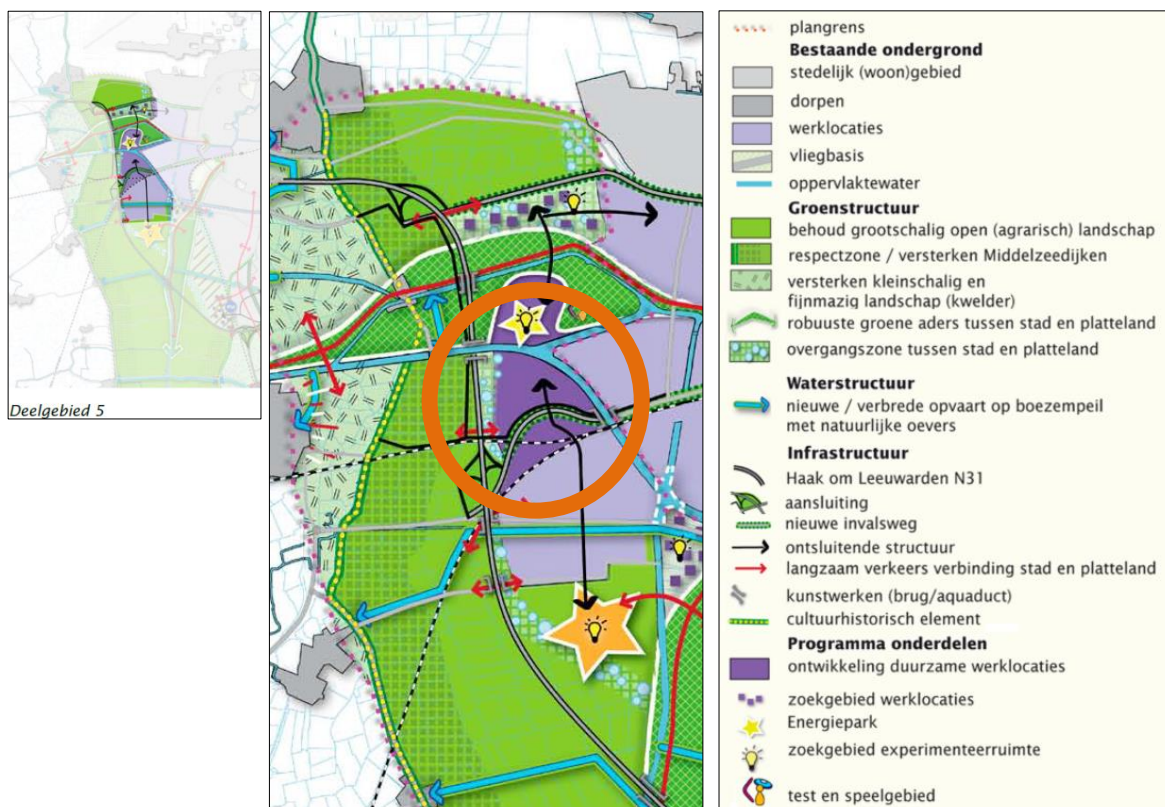 Deelgebied 5
plangrens
Bestaande ondergrond
stedelijk (woon)gebied
dorpen
werklocaties
vliegbasis
oppervlaktewater
Groenstructuur
behoud grootschalig open (agrarisch) landschap
respectzone / versterken Middelzeedijken
versterken kleinschalig en
fijnmazig landschap (kwelder)
robuuste groene aders tussen stad en platteland
overgangszone tussen stad en platteland
Waterstructuur
nieuwe / verbrede opvaart op boezempeil
met natuurlijke oevers
Infrastructuur
Haak om Leeuwarden N31
aansluiting
nieuwe invalsweg
ontsluitende structuur
langzaam verkeers verbinding stad en platteland
kunstwerken (brug/aquaduct)
cultuurhistorisch element
Programma onderdelen
ontwikkeling duurzame werklocaties
zoekgebied werklocaties
Energiepark
zoekgebied experimenteerruimte
test en speelgebied